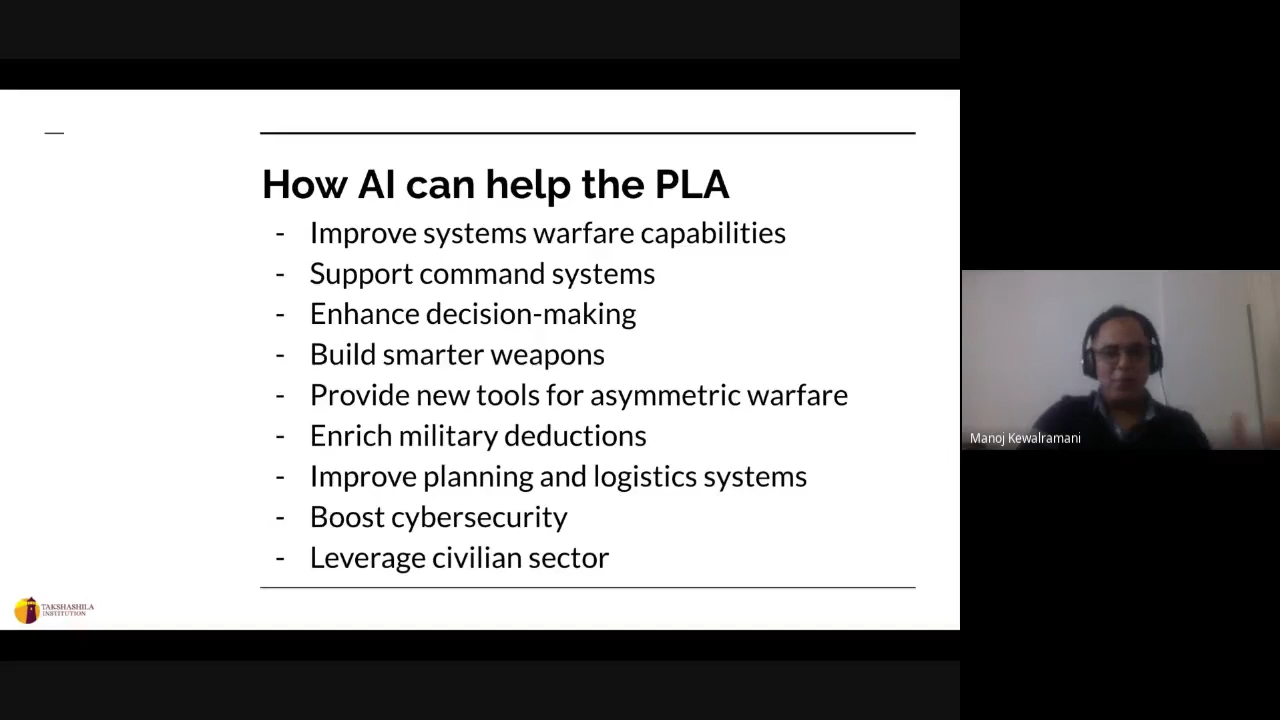 How AI can help the PLA
- Improve systems warfare capabilities
- Support command systems
- Enhance decision-making
- Build smarter weapons
- Provide new tools for asymmetric warfare
- Enrich military deductions
- Improve planning and logistics systems
- Boost cybersecurity
- Leverage civilian sector
TAKSHASHILA
INSTITUTION
Manoj Kewalramani